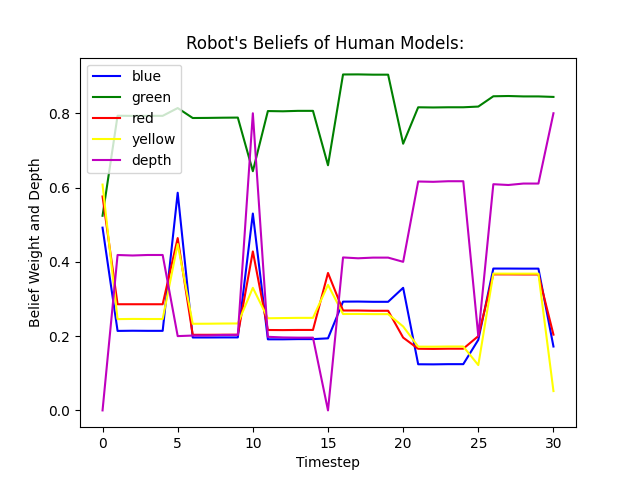 Robot's Beliefs of Human Models:
blue
green
red
yellow
depth
Belief Weight and Depth
0.8
0.6
0.4
0.2
0.0
0 5 10 15 20 25 30
Timestep